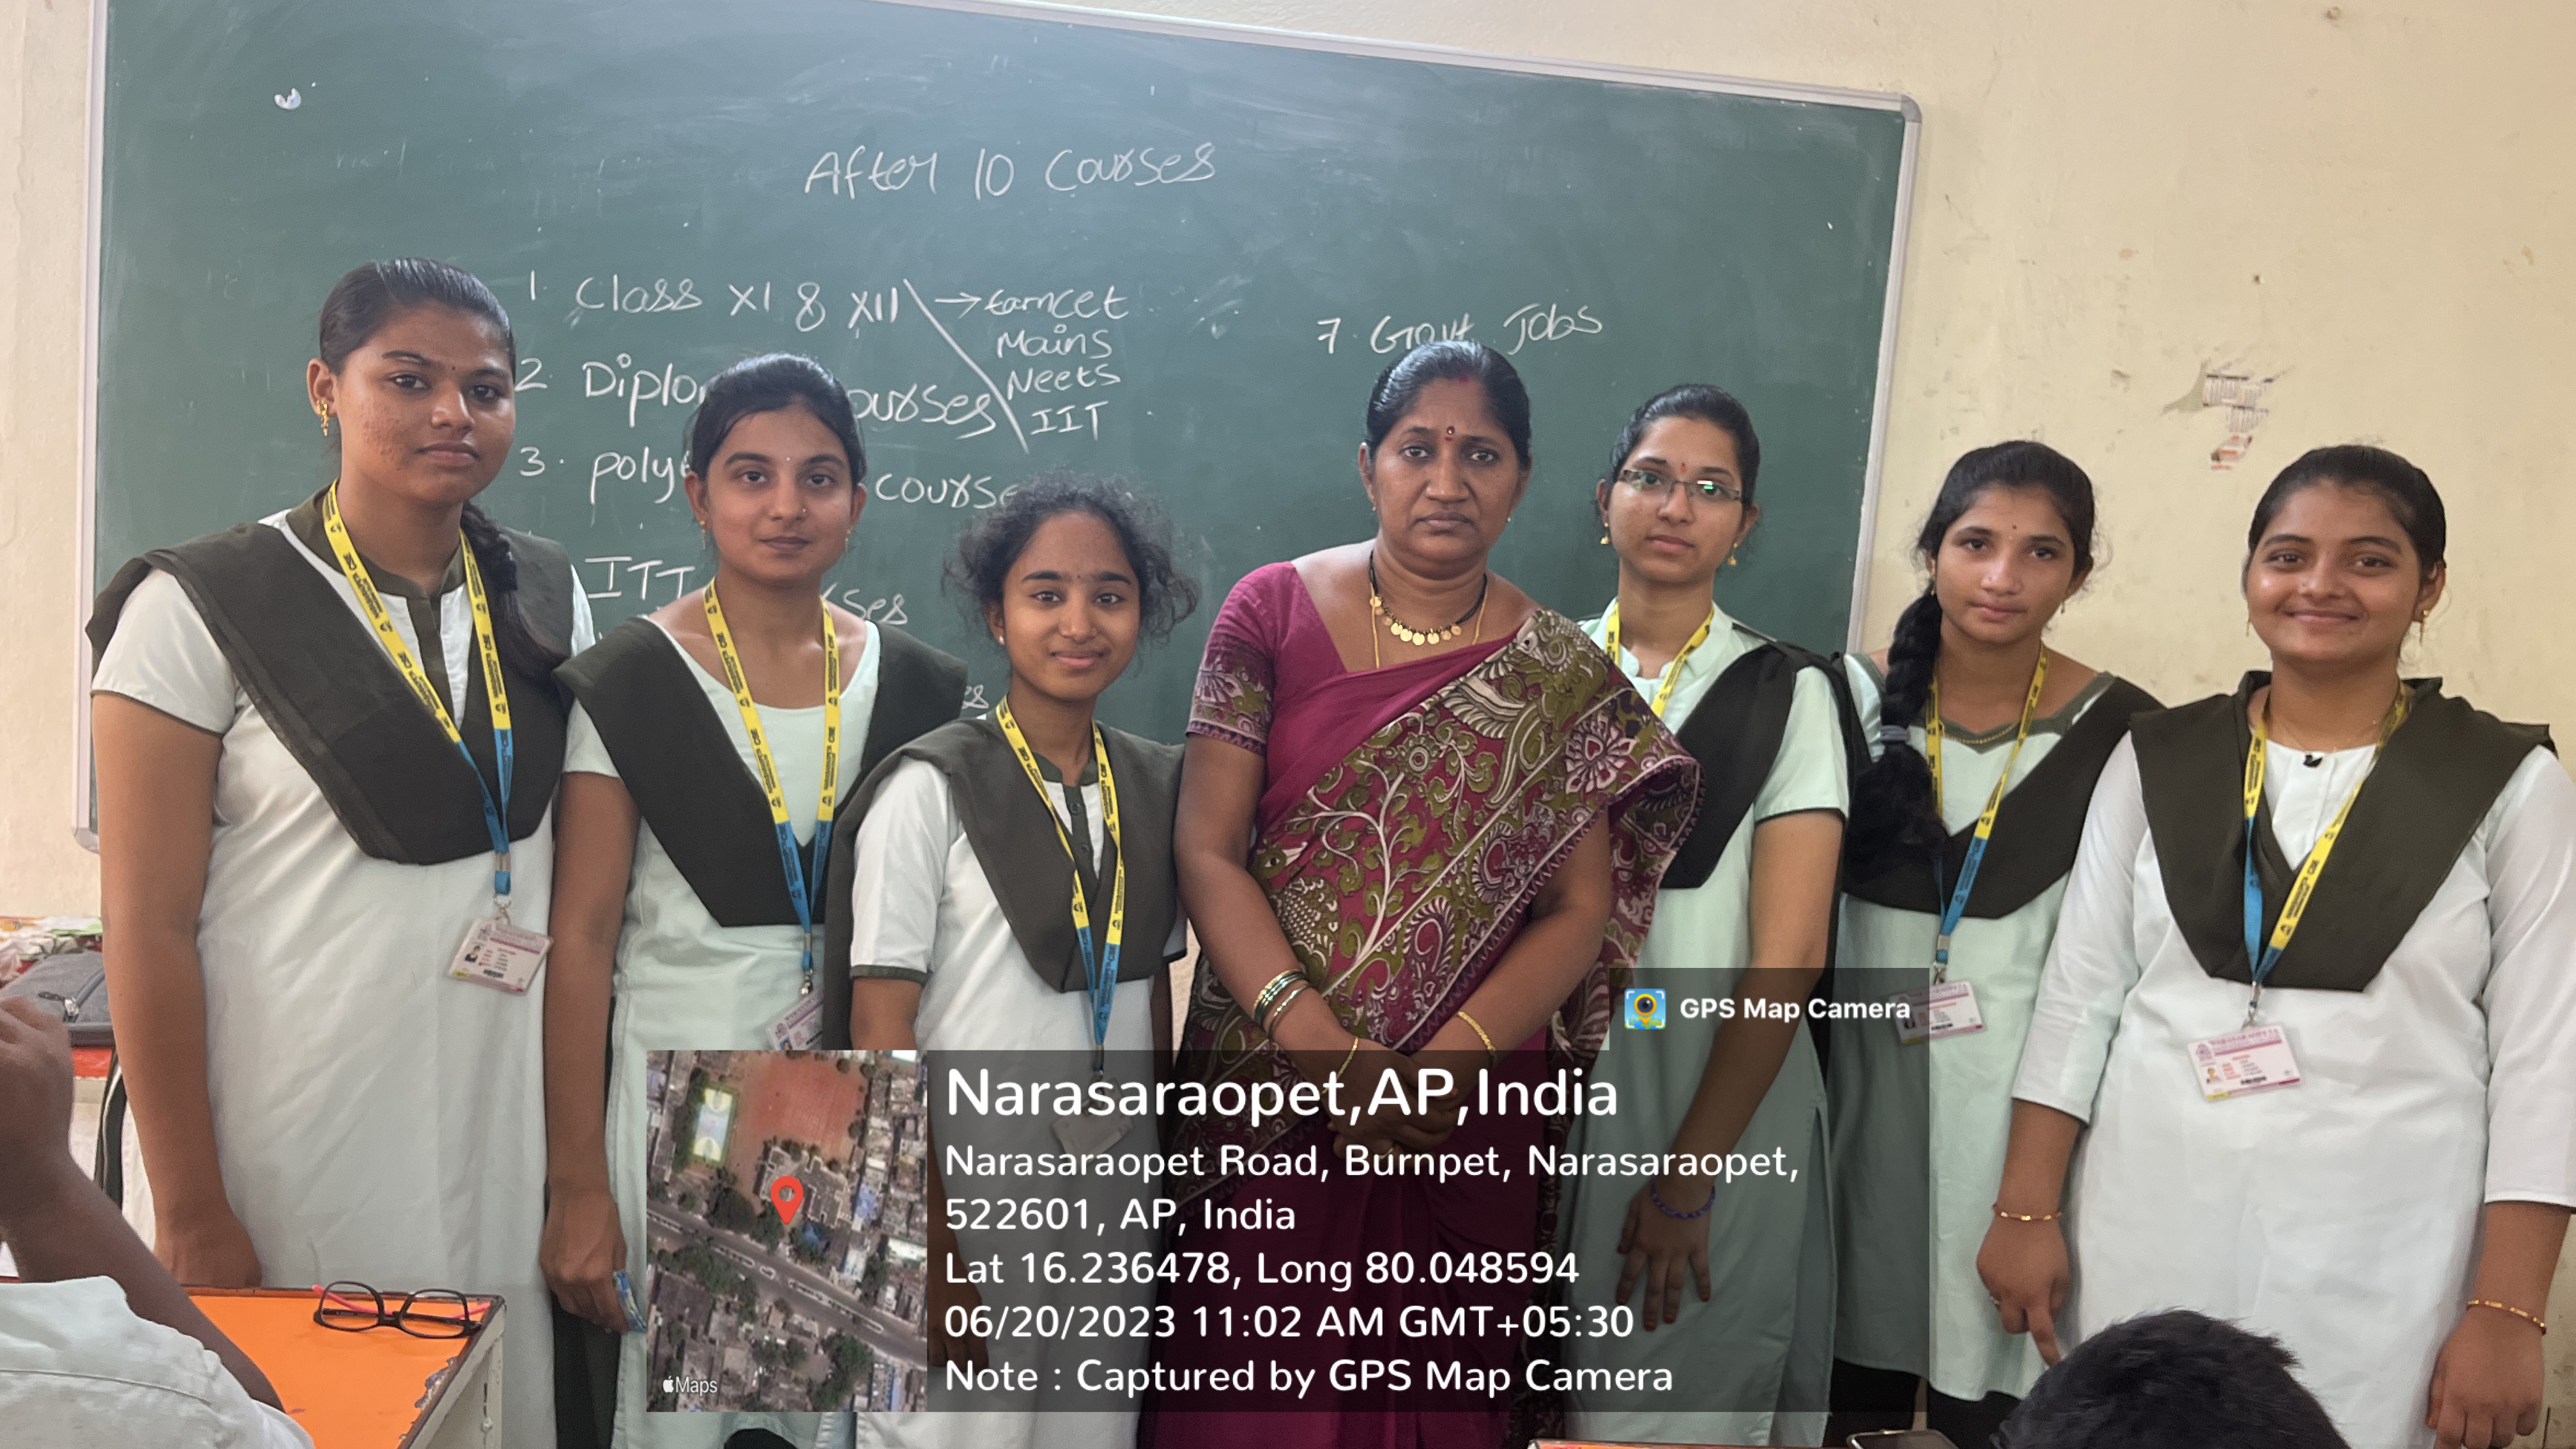 After 10 Courses
1. Class XI & XII → Eamcet
Mains
Neets
IIT
2. Diplo ourses
3. poly course
ITI ses
es
7. Govt Jobs
GPS Map Camera
Narasaraopet,AP,India
Narasaraopet Road, Burnpet, Narasaraopet,
522601, AP, India
Lat 16.236478, Long 80.048594
06/20/2023 11:02 AM GMT+05:30
Note : Captured by GPS Map Camera
Maps